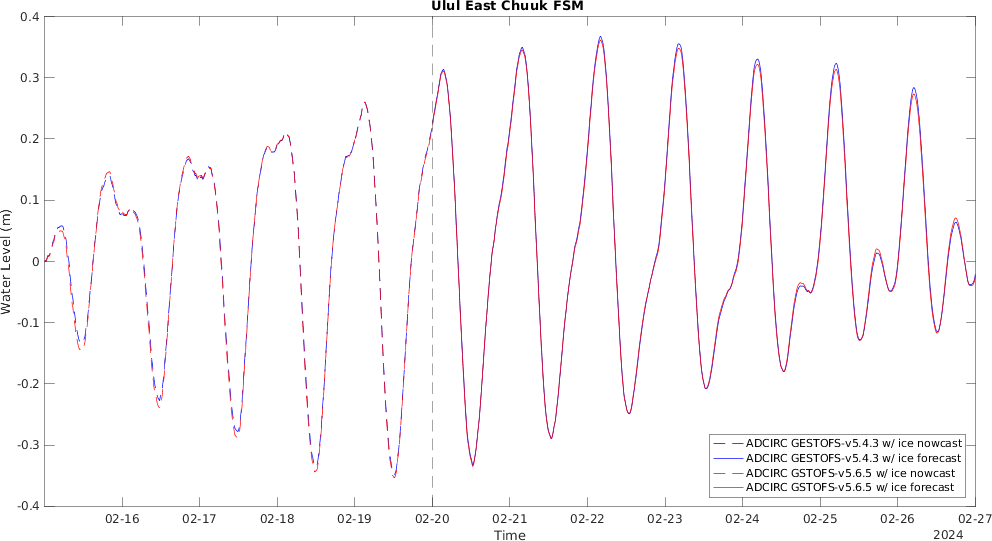 Ulul East Chuuk FSM
0.4
0.3
0.2
0.1
0
-0.1
-0.2
-0.3
-0.4
Water Level (m)
02-16 02-17 02-18 02-19 02-20 02-21 02-22 02-23 02-24 02-25 02-26 02-27
Time
2024
ADCIRC GESTOFS-v5.4.3 w/ ice nowcast
ADCIRC GESTOFS-v5.4.3 w/ ice forecast
ADCIRC GSTOFS-v5.6.5 w/ ice nowcast
ADCIRC GSTOFS-v5.6.5 w/ ice forecast